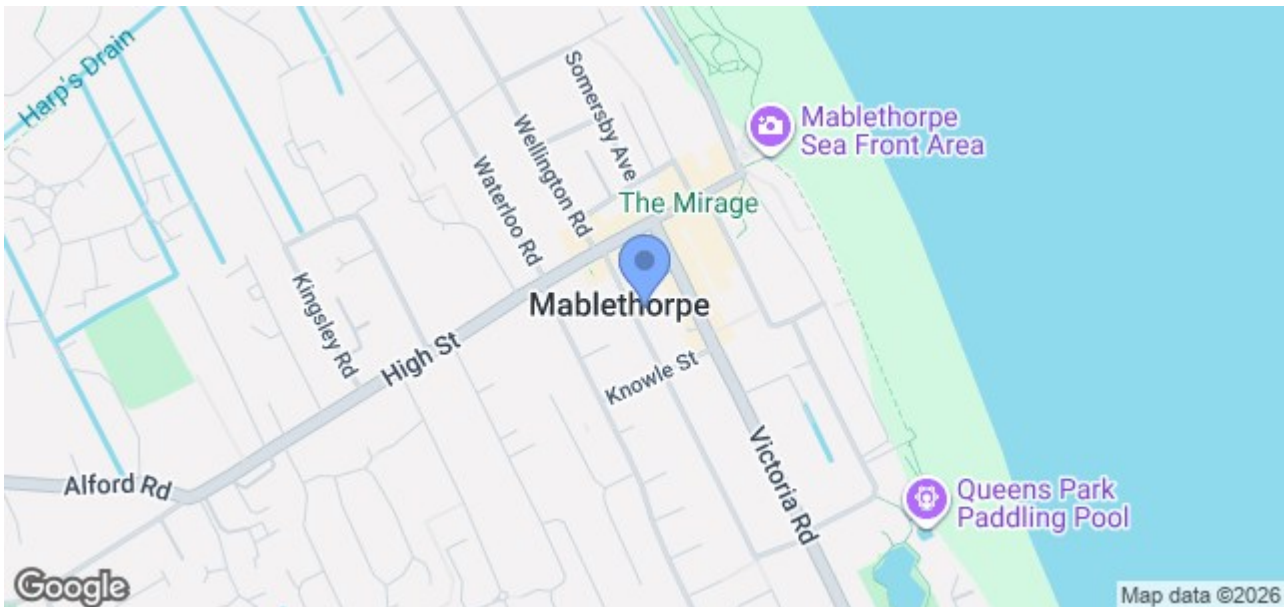 Harp's Drain
Somersby Ave
Wellington Rd
Waterloo Rd
Mablethorpe
Sea Front Area
The Mirage
Mablethorpe
Kingsley Rd
High St
Knowle St
Alford Rd
Victoria Rd
Queens Park
Paddling Pool
Google
Map data ©2026